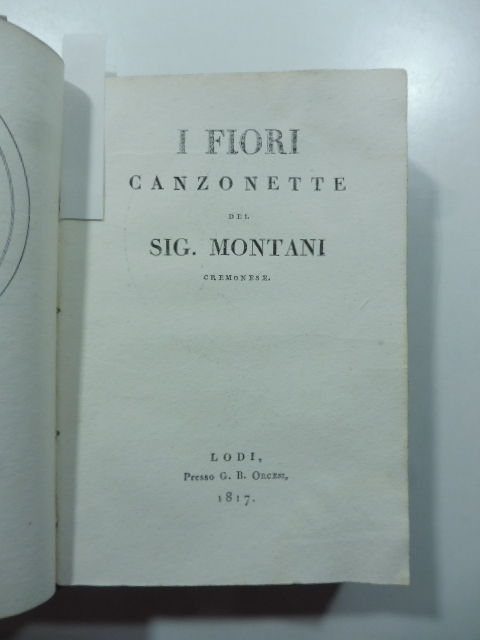 I FIORI
CANZONETTE
DEL
SIG. MONTANI
CREMONESE.
LODI,
Presso G. B. ORCESI,
1817.